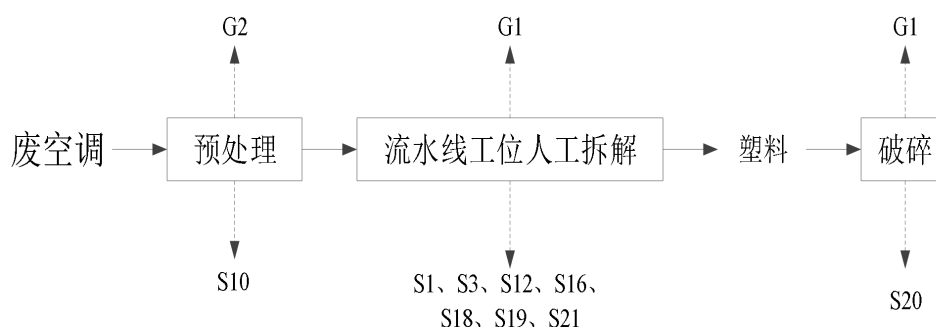 G2
G1
G1
废空调
预处理
流水线工位人工拆解
塑料
破碎
S10
S1、S3、S12、S16、
S18、S19、S21
S20